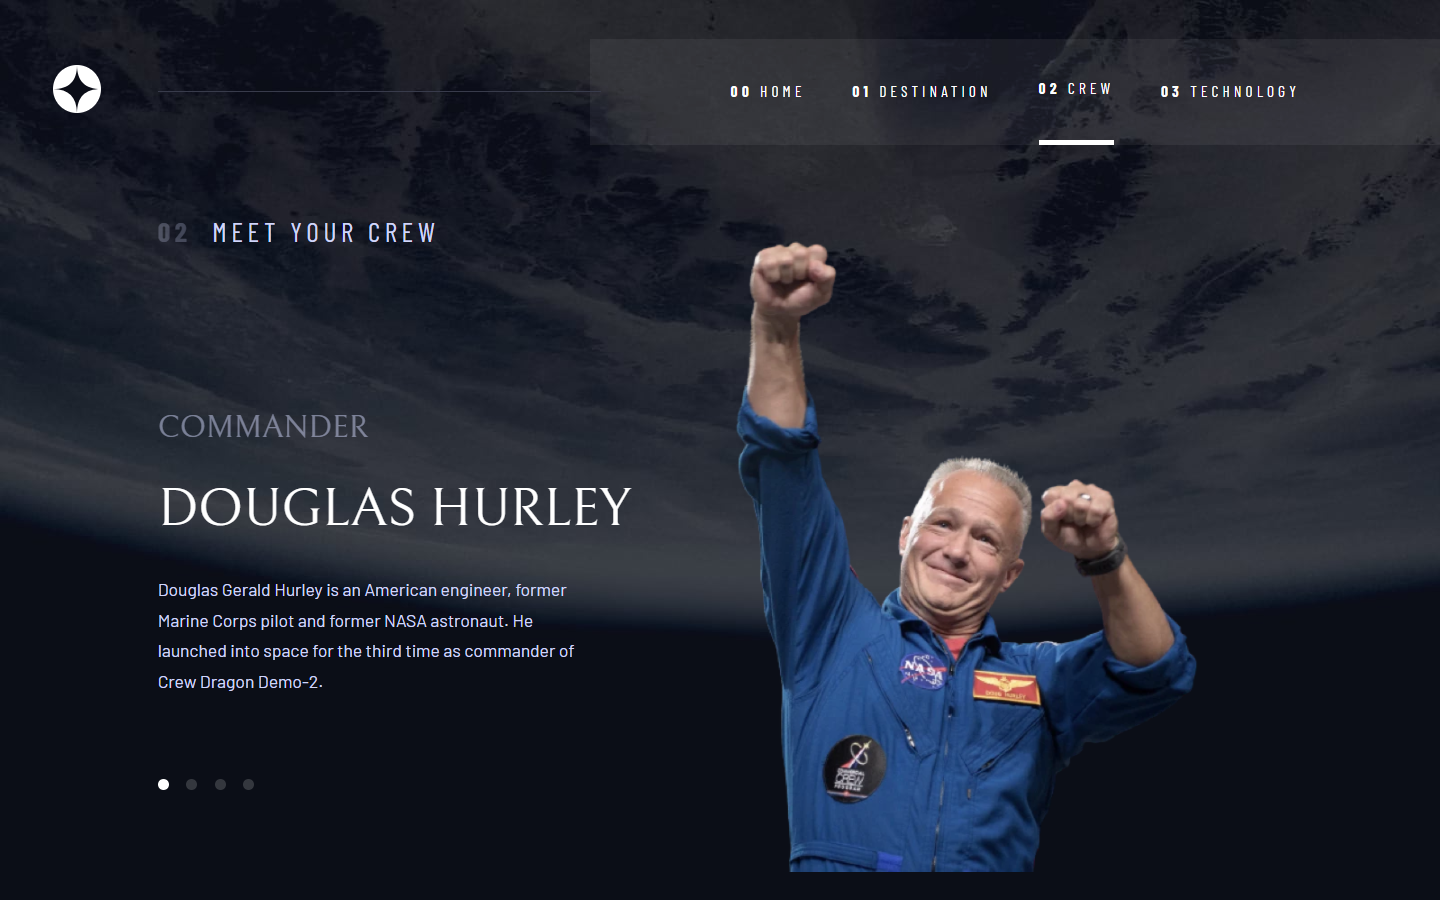 00 HOME 01 DESTINATION 02 CREW 03 TECHNOLOGY
02 MEET YOUR CREW
COMMANDER
DOUGLAS HURLEY
Douglas Gerald Hurley is an American engineer, former
Marine Corps pilot and former NASA astronaut. He
launched into space for the third time as commander of
Crew Dragon Demo-2.
NASA
CREW
PROGRAM